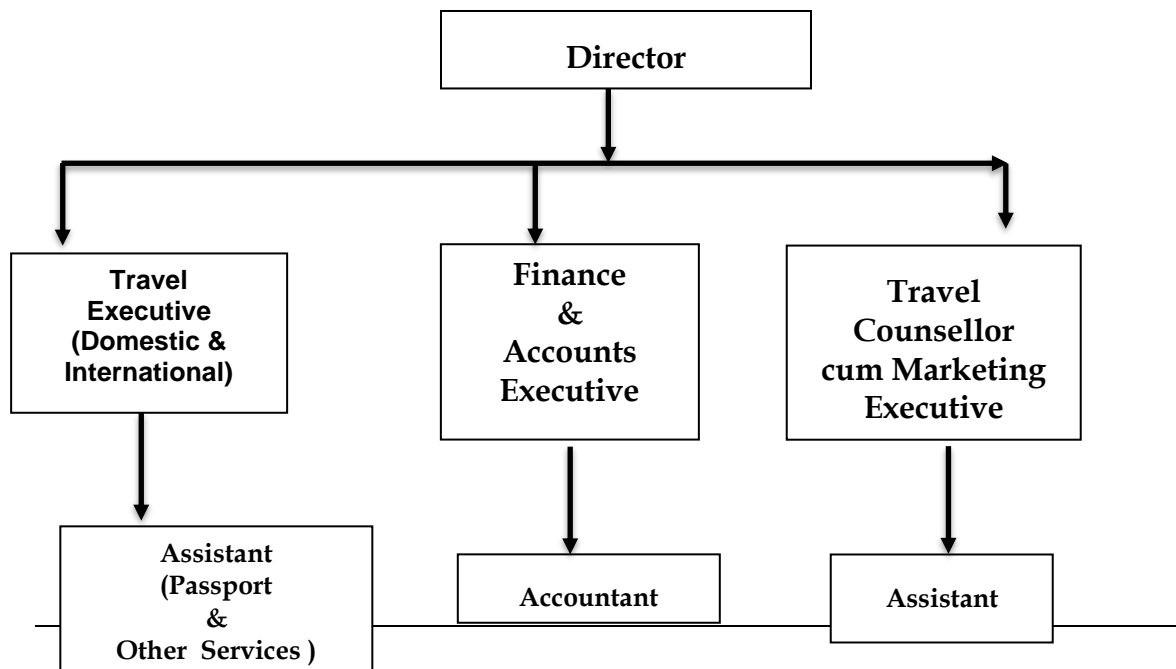 Director
Travel
Executive
(Domestic &
International)
Finance
&
Accounts
Executive
Travel
Counsellor
cum Marketing
Executive
Assistant
(Passport
&
Other Services )
Accountant
Assistant